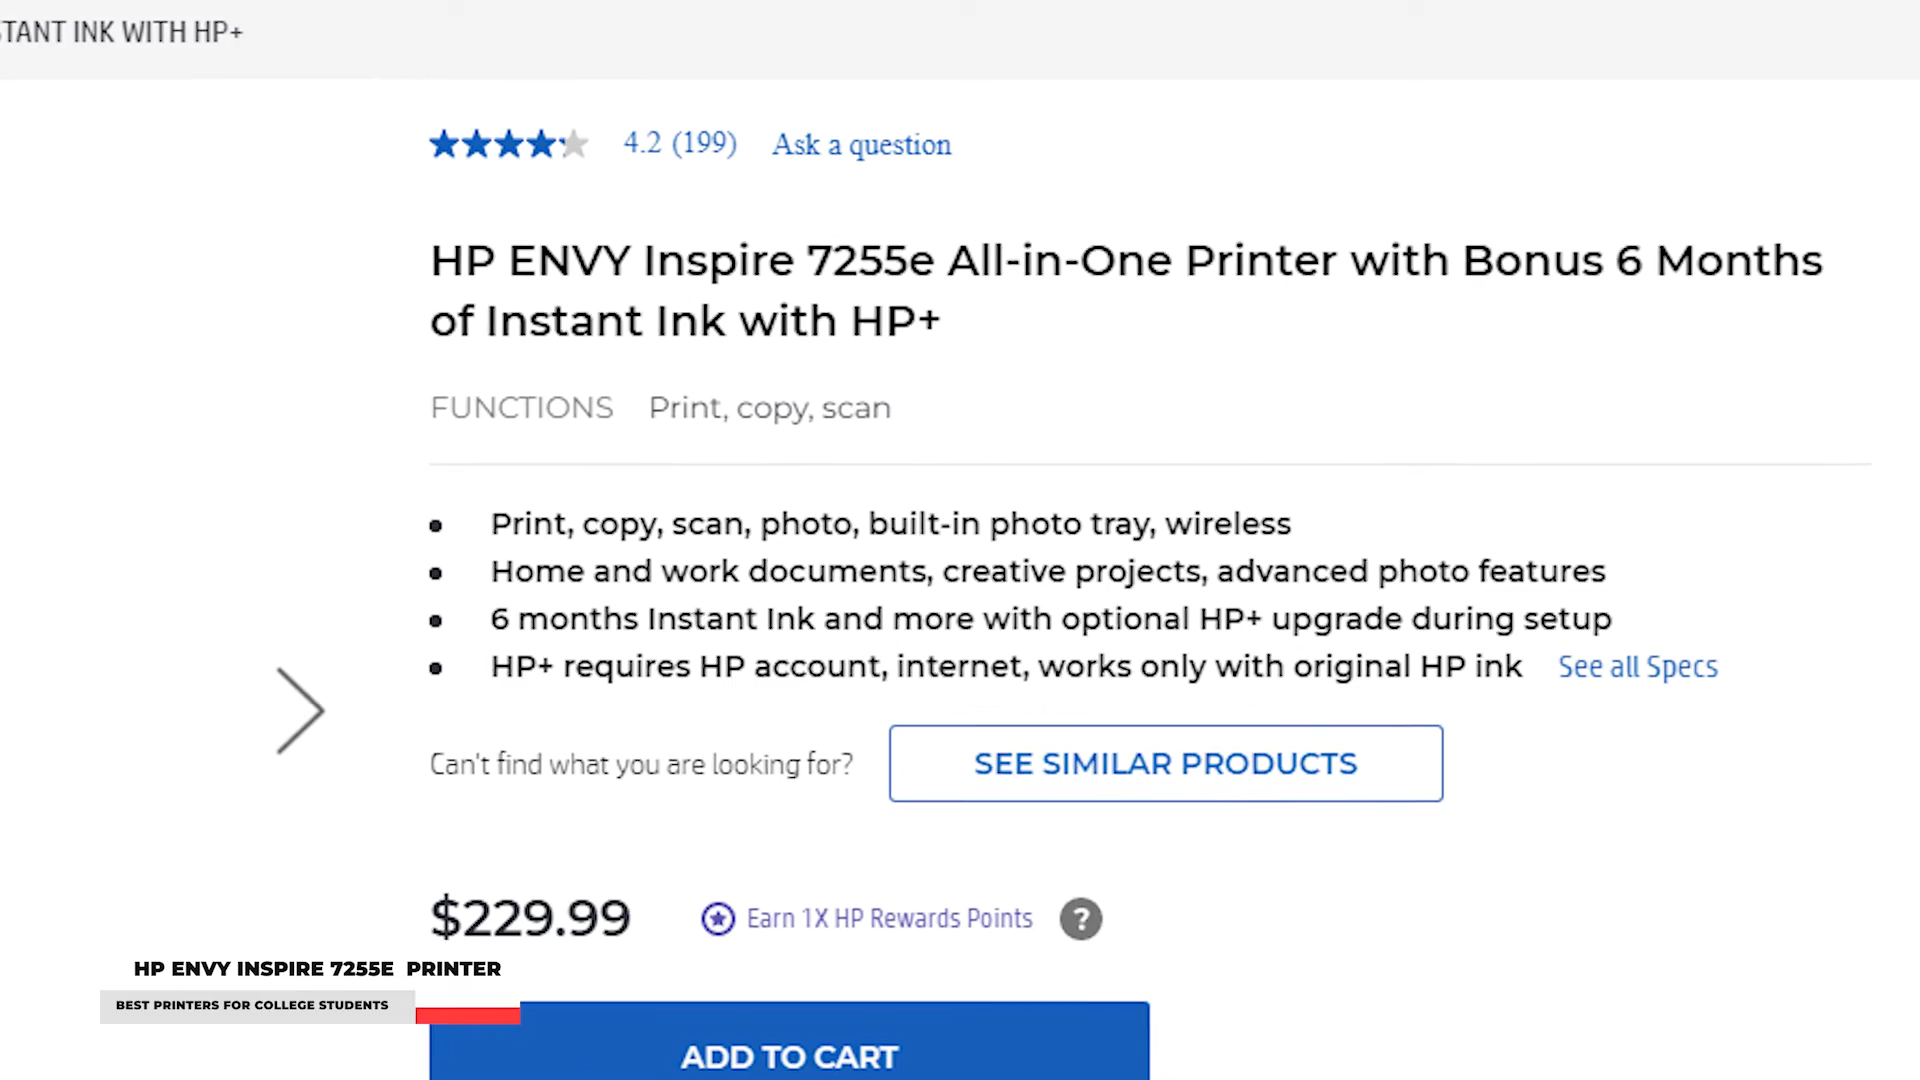 TANT INK WITH HP+
4.2 (199) Ask a question
HP ENVY Inspire 7255e All-in-One Printer with Bonus 6 Months
of Instant Ink with HP+
FUNCTIONS Print, copy, scan
Print, copy, scan, photo, built-in photo tray, wireless
Home and work documents, creative projects, advanced photo features
6 months Instant Ink and more with optional HP+ upgrade during setup
HP+ requires HP account, internet, works only with original HP ink See all Specs
Can't find what you are looking for? SEE SIMILAR PRODUCTS
$229.99 Earn 1X HP Rewards Points ?
HP ENVY INSPIRE 7255E PRINTER
BEST PRINTERS FOR COLLEGE STUDENTS
ADD TO CART